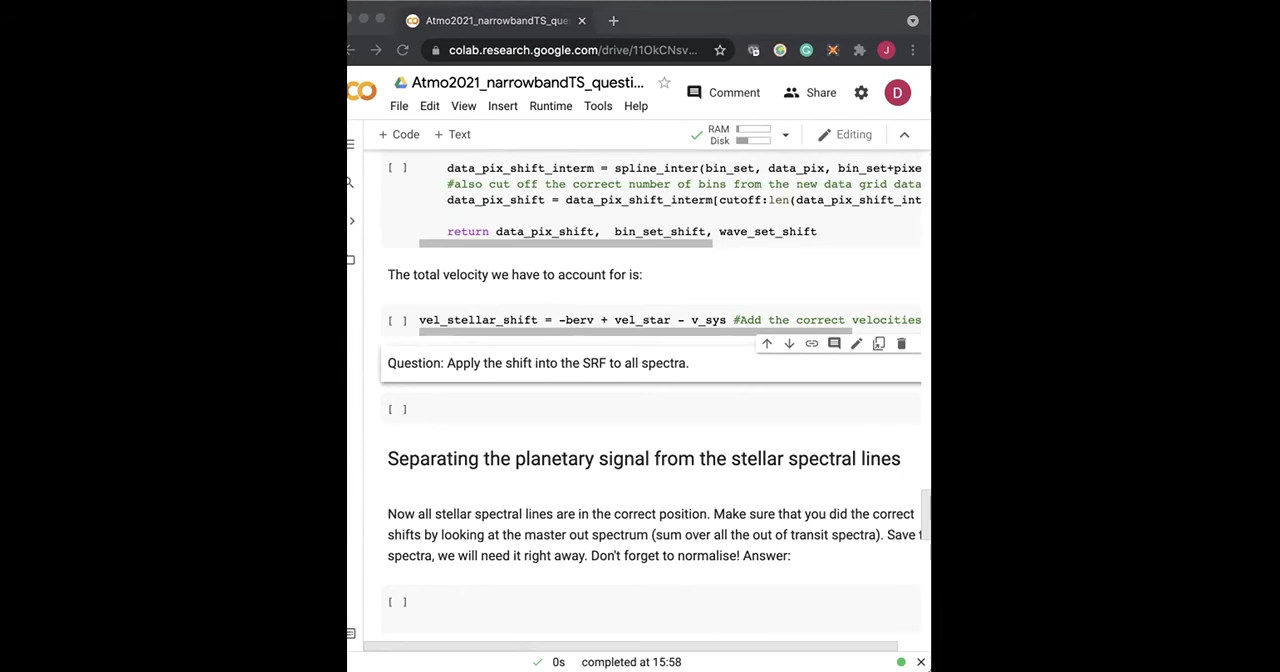 Atmo2021_narrowbandTS_que
colab.research.google.com/drive/11OkCNsv...
J
Atmo2021_narrowbandTS_questi...
Comment
Share
D
File Edit View Insert Runtime Tools Help
+ Code + Text
RAM
Disk
Editing
[ ] data_pix_shift_interm = spline_inter(bin_set, data_pix, bin_set+pixe
#also cut off the correct number of bins from the new data grid data
data_pix_shift = data_pix_shift_interm[cutoff:len(data_pix_shift_int
return data_pix_shift, bin_set_shift, wave_set_shift
The total velocity we have to account for is:
[ ] vel_stellar_shift = -berv + vel_star - v_sys #Add the correct velocities
Question: Apply the shift into the SRF to all spectra.
[ ]
Separating the planetary signal from the stellar spectral lines
Now all stellar spectral lines are in the correct position. Make sure that you did the correct
shifts by looking at the master out spectrum (sum over all the out of transit spectra). Save t
spectra, we will need it right away. Don't forget to normalise! Answer:
[ ]
0s completed at 15:58